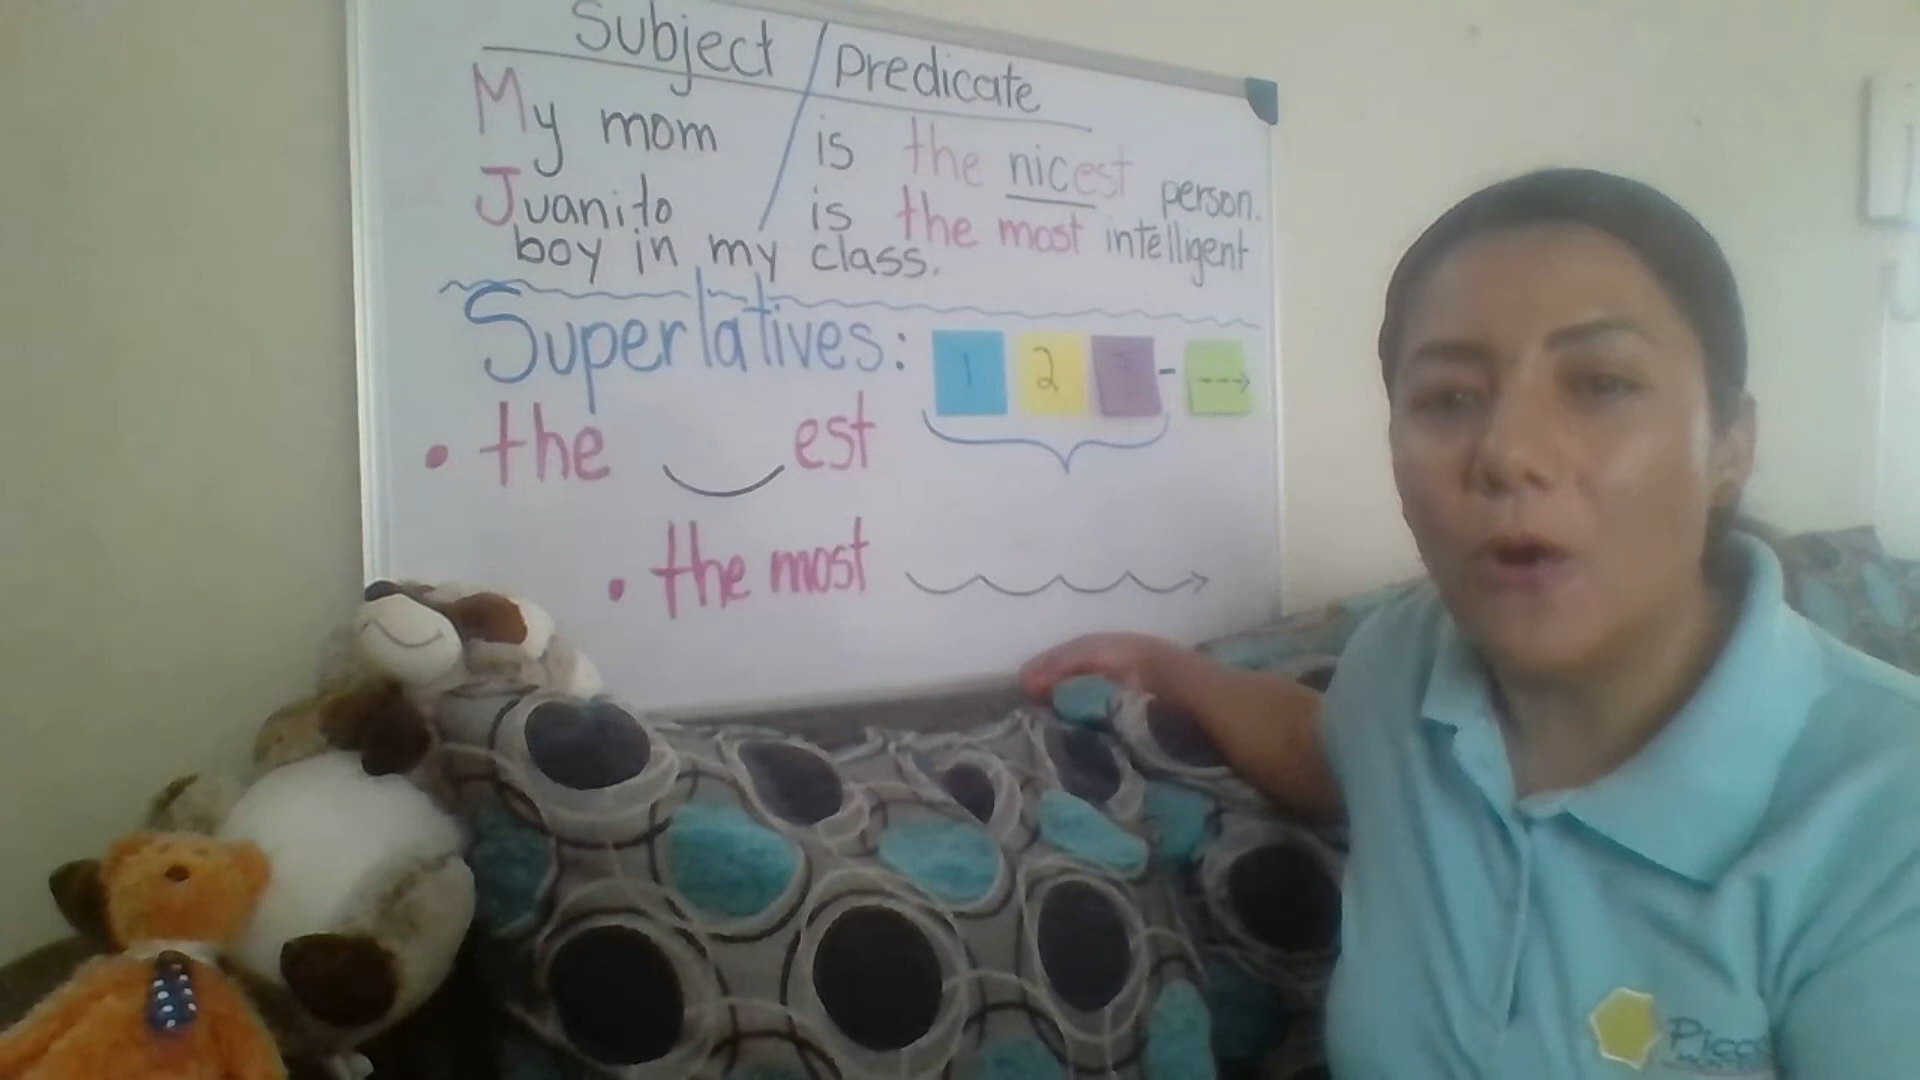 Subject / Predicate
My mom / is the nicest person.
Juanito / is the most intelligent
boy in my class.
Superlatives: 1 2 3 - --->
• the ___est
• the most